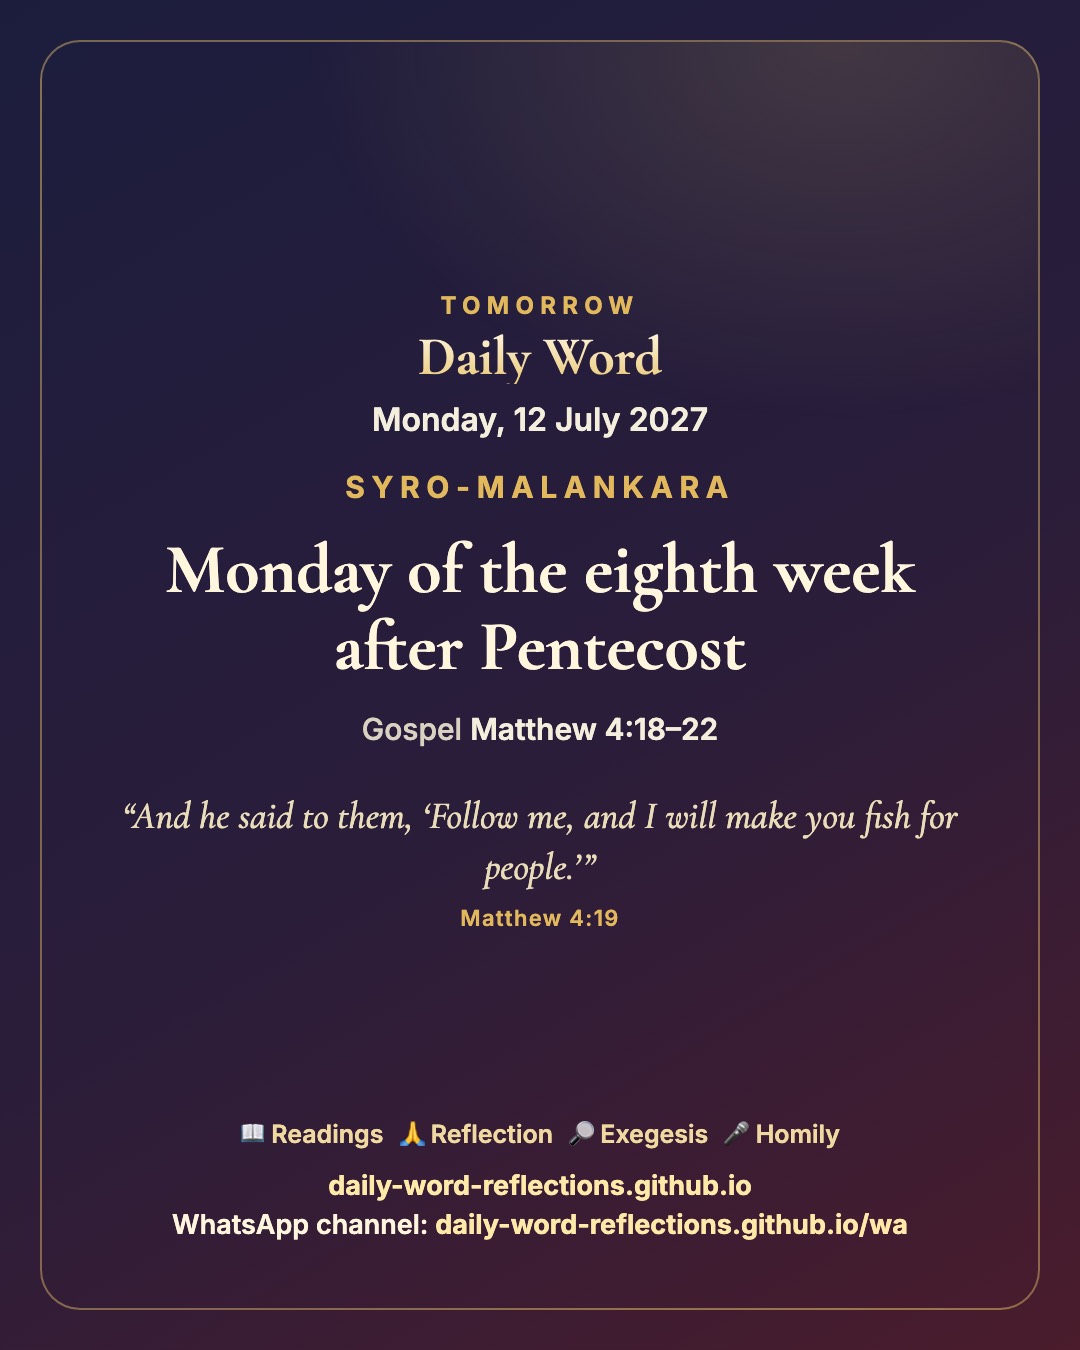 TOMORROW
Daily Word
Monday, 12 July 2027
SYRO-MALANKARA
Monday of the eighth week
after Pentecost
Gospel Matthew 4:18–22
“And he said to them, ‘Follow me, and I will make you fish for
people.’”
Matthew 4:19
📖 Readings 🙏 Reflection 🔎 Exegesis 🎤 Homily
daily-word-reflections.github.io
WhatsApp channel: daily-word-reflections.github.io/wa